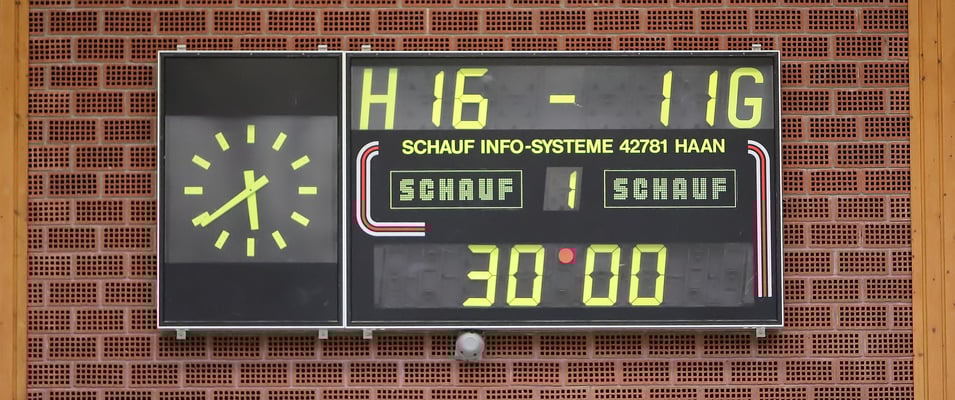 H 16 - 11 G
SCHAUF INFO-SYSTEME 42781 HAAN
SCHAUF 1 SCHAUF
30:00